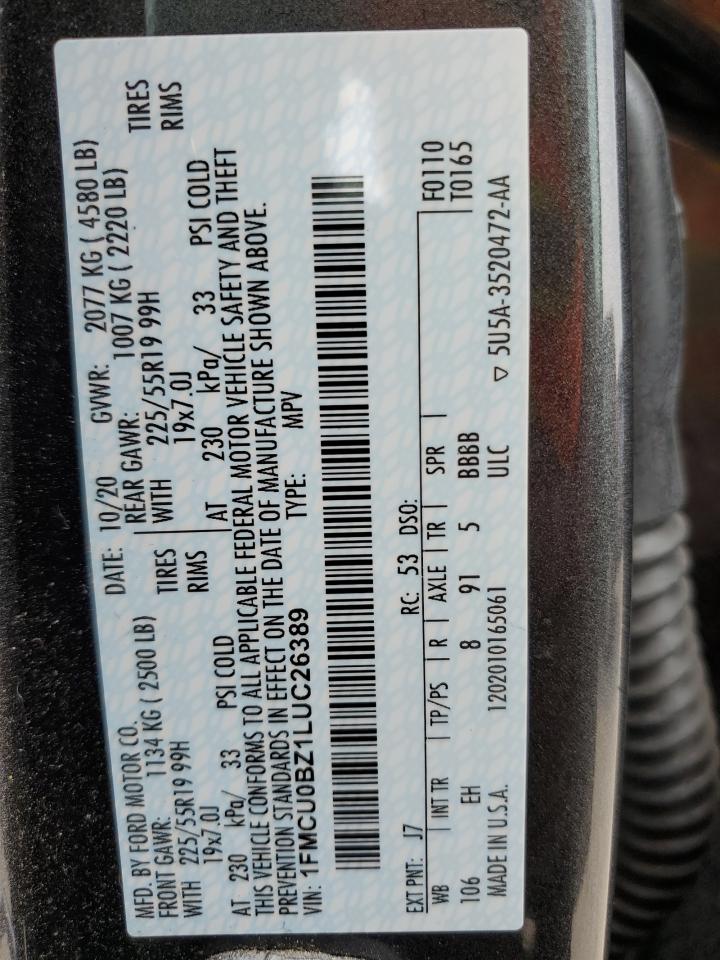 MFD. BY FORD MOTOR CO. DATE: 10/20 GVWR: 2077 KG ( 4580 LB)
FRONT GAWR: 1134 KG ( 2500 LB) REAR GAWR: 1007 KG ( 2220 LB)
WITH 225/55R19 99H TIRES WITH 225/55R19 99H TIRES
19x7.0J RIMS 19x7.0J RIMS
AT 230 kPa/ 33 PSI COLD AT 230 kPa/ 33 PSI COLD
THIS VEHICLE CONFORMS TO ALL APPLICABLE FEDERAL MOTOR VEHICLE SAFETY AND THEFT
PREVENTION STANDARDS IN EFFECT ON THE DATE OF MANUFACTURE SHOWN ABOVE.
VIN: 1FMCU0BZ1LUC26389 TYPE: MPV
EXT PNT: J7 RC: 53 DSO: F0110
WB INT TR TP/PS R AXLE TR SPR T0165
106 EH 8 91 5 BBBB
MADE IN U.S.A. 1202010165061 ULC ▽ 5U5A-3520472-AA